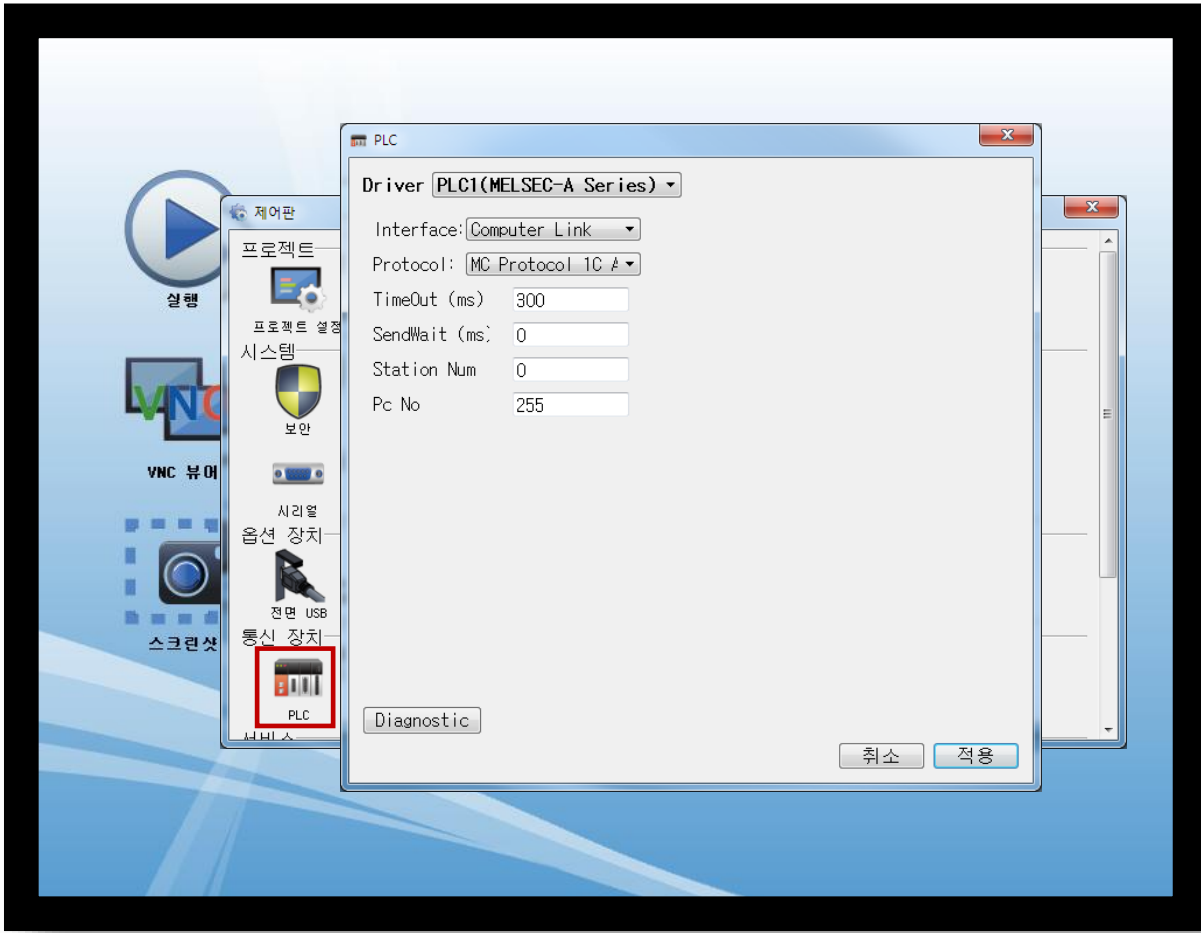 PLC
Driver PLC1(MELSEC-A Series)
Interface: Computer Link
Protocol: MC Protocol 1C A
TimeOut (ms) 300
SendWait (ms) 0
Station Num 0
Pc No 255
Diagnostic
취소 적용
제어판
프로젝트
프로젝트 설정
시스템
보안
시리얼
옵션 장치
전면 USB
통신 장치
PLC
서비스
실행
VNC
VNC 뷰어
스크린샷